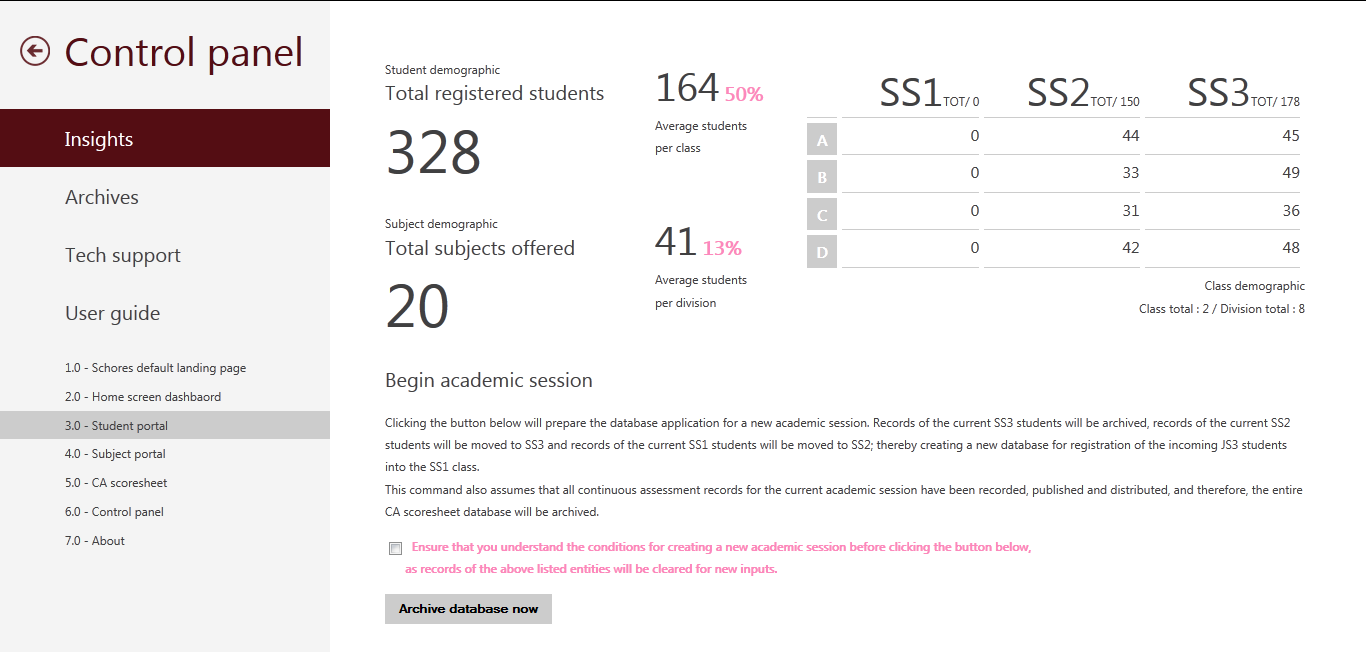 Control panel
Insights
Archives
Tech support
User guide
1.0 - Schores default landing page
2.0 - Home screen dashbaord
3.0 - Student portal
4.0 - Subject portal
5.0 - CA scoresheet
6.0 - Control panel
7.0 - About
Student demographic
Total registered students
328
164 50%
Average students
per class
Subject demographic
Total subjects offered
20
41 13%
Average students
per division
SS1 TOT/ 0 SS2 TOT/ 150 SS3 TOT/ 178
A 0 44 45
B 0 33 49
C 0 31 36
D 0 42 48
Class demographic
Class total : 2 / Division total : 8
Begin academic session
Clicking the button below will prepare the database application for a new academic session. Records of the current SS3 students will be archived, records of the current SS2
students will be moved to SS3 and records of the current SS1 students will be moved to SS2; thereby creating a new database for registration of the incoming JS3 students
into the SS1 class.
This command also assumes that all continuous assessment records for the current academic session have been recorded, published and distributed, and therefore, the entire
CA scoresheet database will be archived.
Ensure that you understand the conditions for creating a new academic session before clicking the button below,
as records of the above listed entities will be cleared for new inputs.
Archive database now